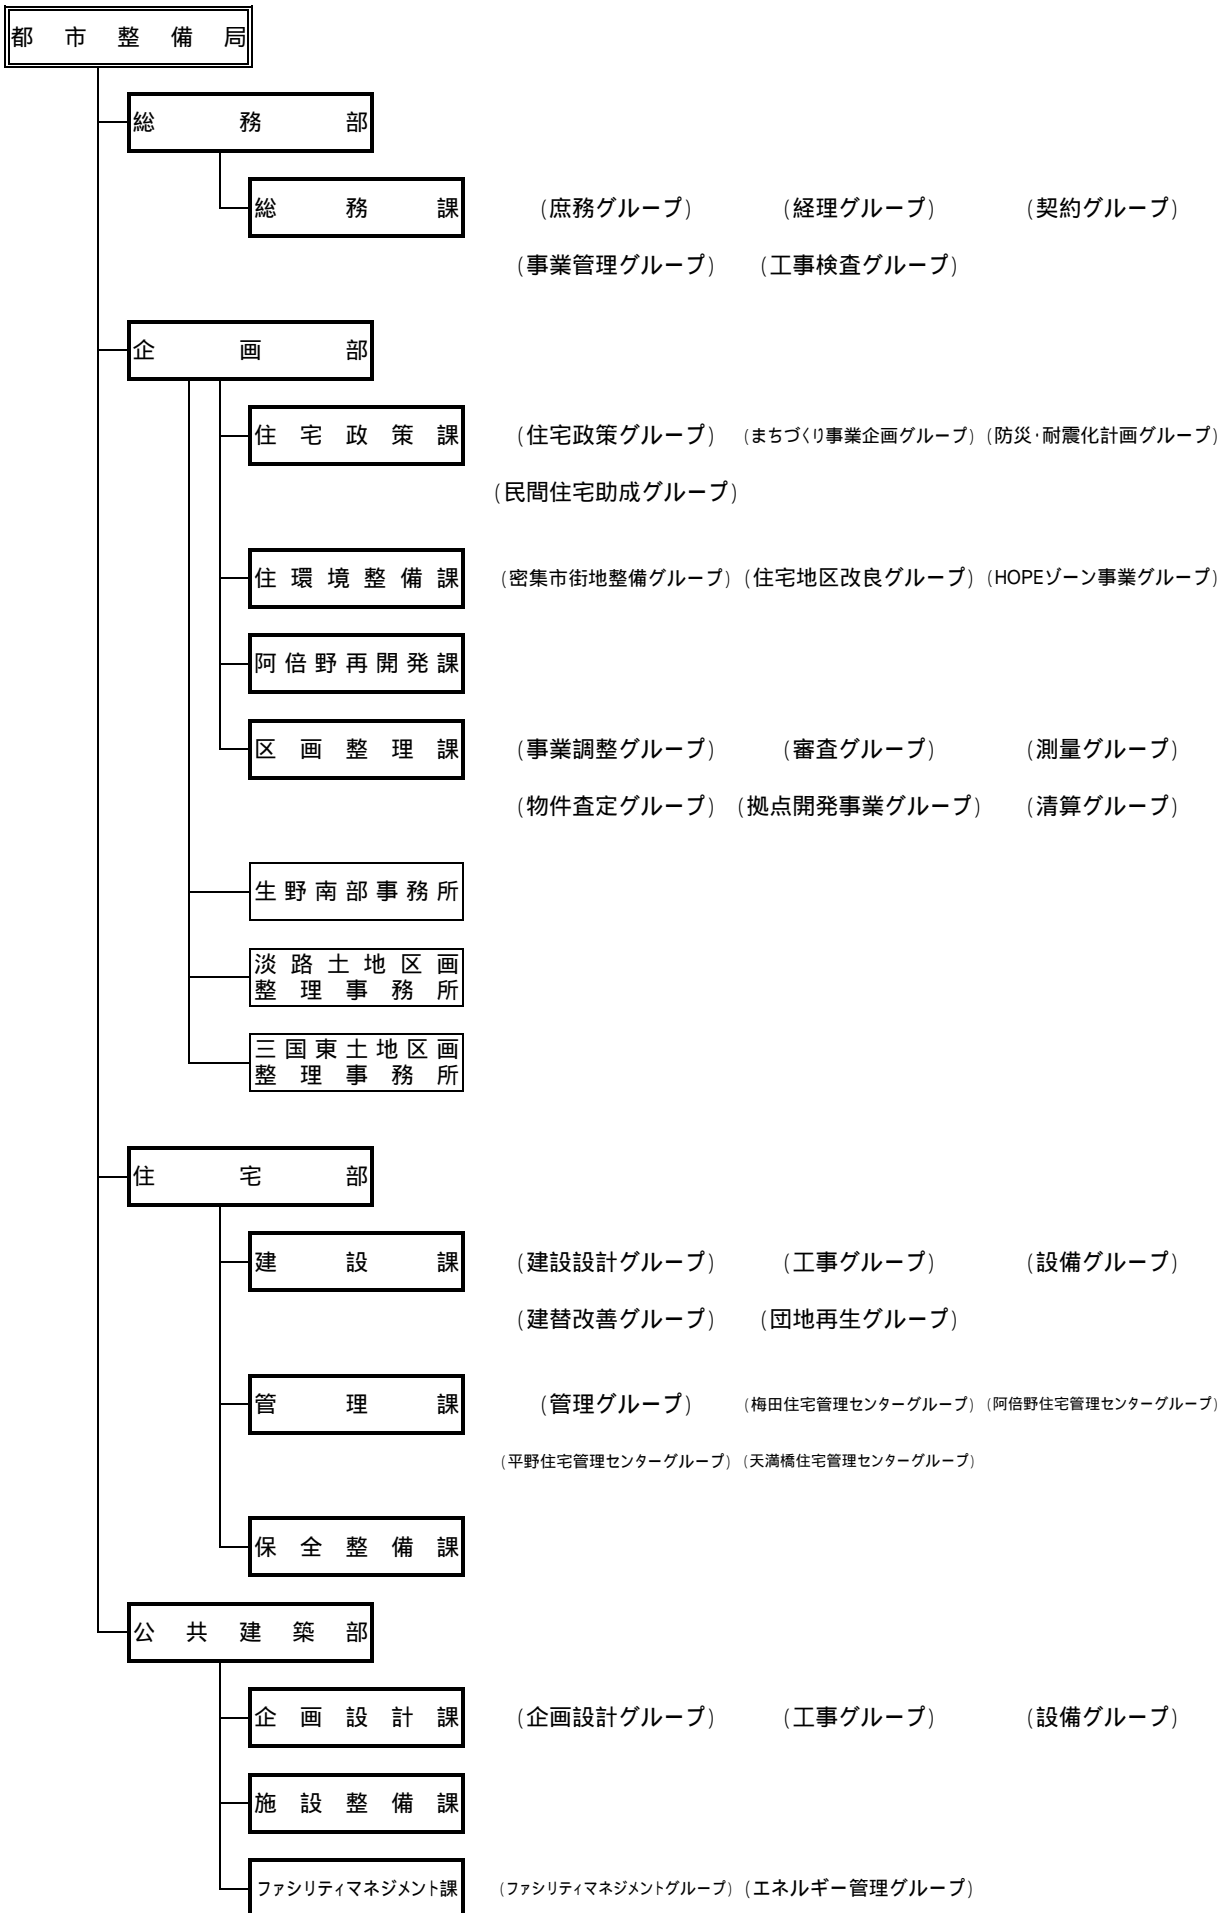 都市整備局
総務部
総務課 (庶務グループ) (経理グループ) (契約グループ)
(事業管理グループ) (工事検査グループ)
企画部
住宅政策課 (住宅政策グループ) (まちづくり事業企画グループ) (防災・耐震化計画グループ)
(民間住宅助成グループ)
住環境整備課 (密集市街地整備グループ) (住宅地区改良グループ) (HOPEゾーン事業グループ)
阿倍野再開発課
区画整理課 (事業調整グループ) (審査グループ) (測量グループ)
(物件査定グループ) (拠点開発事業グループ) (清算グループ)
生野南部事務所
淡路土地区画
整理事務所
三国東土地区画
整理事務所
住宅部
建設課 (建設設計グループ) (工事グループ) (設備グループ)
(建替改善グループ) (団地再生グループ)
管理課 (管理グループ) (梅田住宅管理センターグループ) (阿倍野住宅管理センターグループ)
(平野住宅管理センターグループ) (天満橋住宅管理センターグループ)
保全整備課
公共建築部
企画設計課 (企画設計グループ) (工事グループ) (設備グループ)
施設整備課
ファシリティマネジメント課 (ファシリティマネジメントグループ) (エネルギー管理グループ)